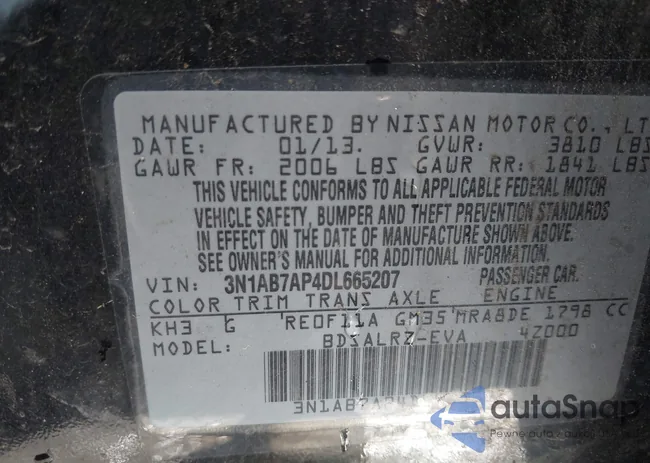 MANUFACTURED BY NISSAN MOTOR CO., LT
DATE: 01/13. GVWR: 3810 LBS
GAWR FR: 2006 LBS GAWR RR: 1841 LBS
THIS VEHICLE CONFORMS TO ALL APPLICABLE FEDERAL MOTOR
VEHICLE SAFETY, BUMPER AND THEFT PREVENTION STANDARDS
IN EFFECT ON THE DATE OF MANUFACTURE SHOWN ABOVE.
SEE OWNER'S MANUAL FOR ADDITIONAL INFORMATION.
VIN: 3N1AB7AP4DL665207 PASSENGER CAR.
COLOR TRIM TRANS AXLE ENGINE
KH3 G RE0F11A GM35 MRA8DE 1798 CC
MODEL: BDSALRZ-EVA 42000
3N1AB7AP4D
autoSnap